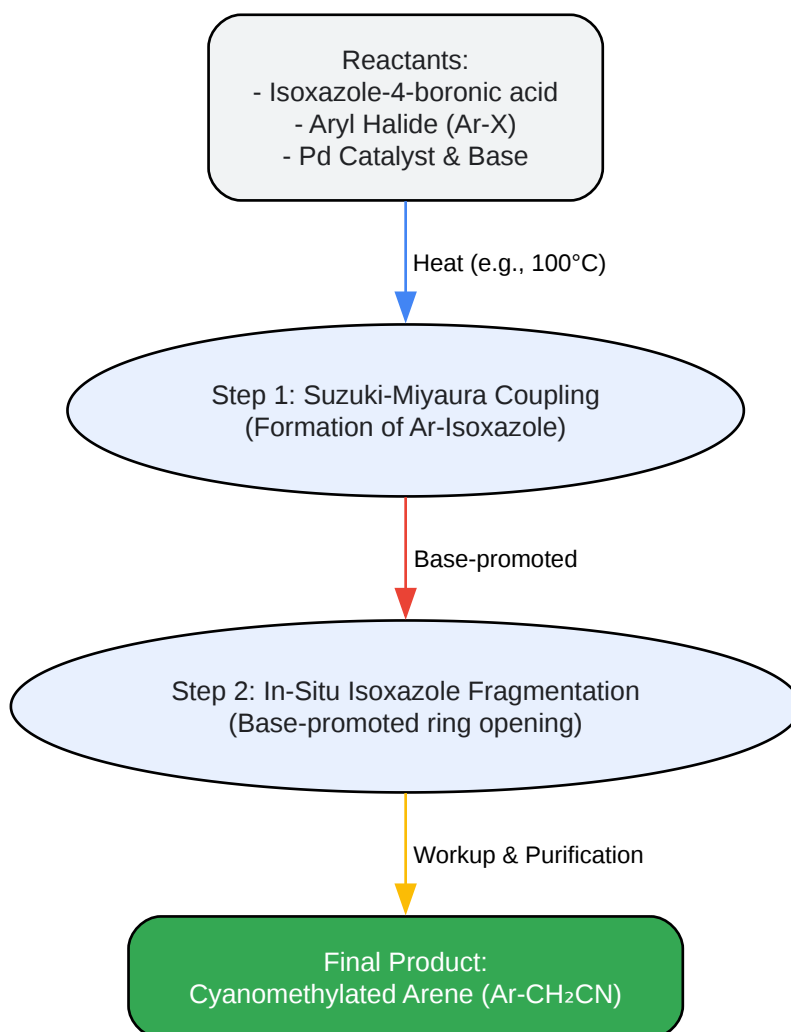 Reactants:
- Isoxazole-4-boronic acid
- Aryl Halide (Ar-X)
- Pd Catalyst & Base
Heat (e.g., 100°C)
Step 1: Suzuki-Miyaura Coupling
(Formation of Ar-Isoxazole)
Base-promoted
Step 2: In-Situ Isoxazole Fragmentation
(Base-promoted ring opening)
Workup & Purification
Final Product:
Cyanomethylated Arene (Ar-CH₂CN)